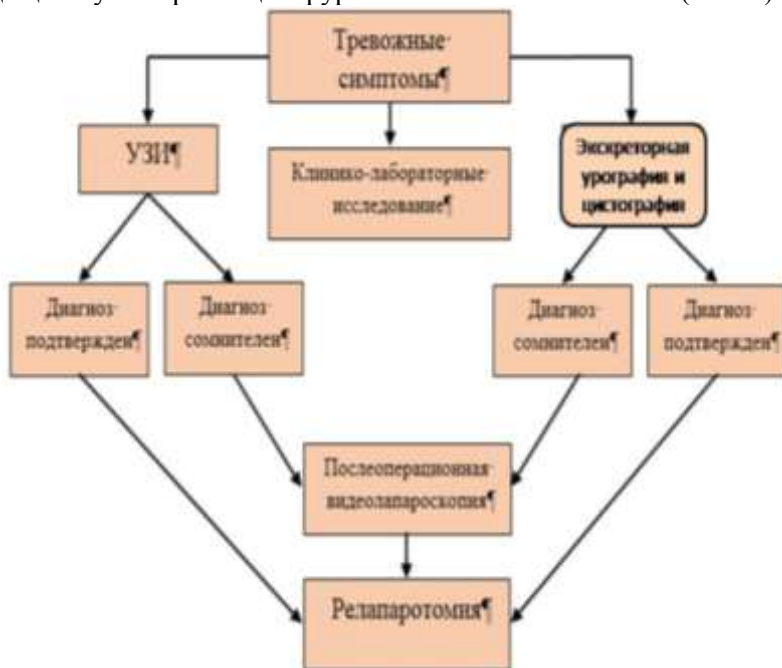 Тревожные
симптомы¶
УЗИ¶
Клинико-лабораторные
исследование¶
Экскреторная
урография и
цистография
Диагноз
подтвержден¶
Диагноз
сомнителен¶
Диагноз
сомнителен¶
Диагноз
подтвержден¶
Послеоперационная
видеолапароскопия¶
Релапаротомия¶